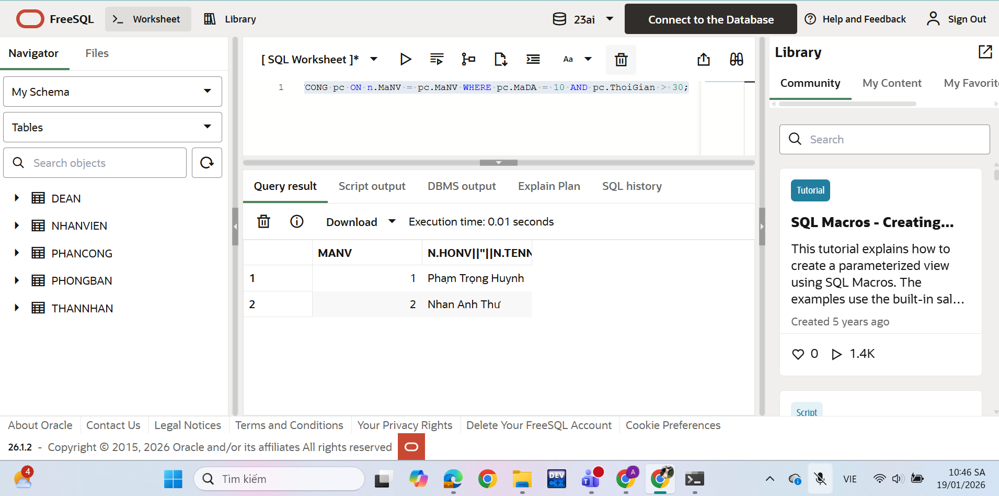 FreeSQL
>_ Worksheet
Library
23ai
Connect to the Database
Help and Feedback
Sign Out
Navigator
Files
My Schema
Tables
Search objects
DEAN
NHANVIEN
PHANCONG
PHONGBAN
THANNHAN
[ SQL Worksheet ]*
Aa
1 CONG pc ON n.MaNV = pc.MaNV WHERE pc.MaDA = 10 AND pc.ThoiGian > 30;
Query result
Script output
DBMS output
Explain Plan
SQL history
Download
Execution time: 0.01 seconds
MANV N.HONV||''||N.TENN
1 1 Phạm Trọng Huynh
2 2 Nhan Anh Thư
Library
Community
My Content
My Favorit
Search
Tutorial
SQL Macros - Creating...
This tutorial explains how to
create a parameterized view
using SQL Macros. The
examples use the built-in sal...
Created 5 years ago
0 1.4K
Script
About Oracle
Contact Us
Legal Notices
Terms and Conditions
Your Privacy Rights
Delete Your FreeSQL Account
Cookie Preferences
26.1.2 - Copyright © 2015, 2026 Oracle and/or its affiliates All rights reserved
4
Tìm kiếm
DEV
C++
T
A
VIE
10:46 SA
19/01/2026